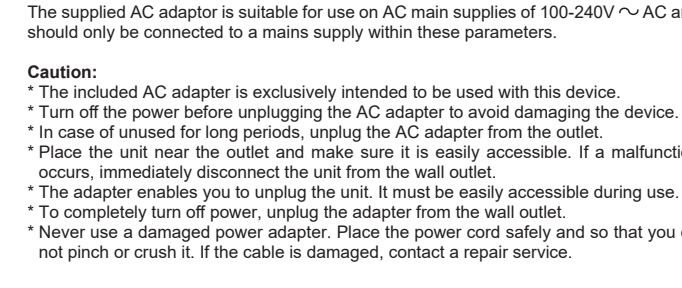 The supplied AC adaptor is suitable for use on AC main supplies of 100-240V ～ AC
should only be connected to a mains supply within these parameters.
Caution:
* The included AC adapter is exclusively intended to be used with this device.
* Turn off the power before unplugging the AC adapter to avoid damaging the device.
* In case of unused for long periods, unplug the AC adapter from the outlet.
* Place the unit near the outlet and make sure it is easily accessible. If a
occurs, immediately disconnect the unit from the wall outlet.
* The adapter enables you to unplug the unit. It must be easily accessible during use.
* To completely turn off power, unplug the adapter from the wall outlet.
* Never use a damaged power adapter. Place the power cord safely and so that you
not pinch or crush it. If the cable is damaged, contact a repair service.